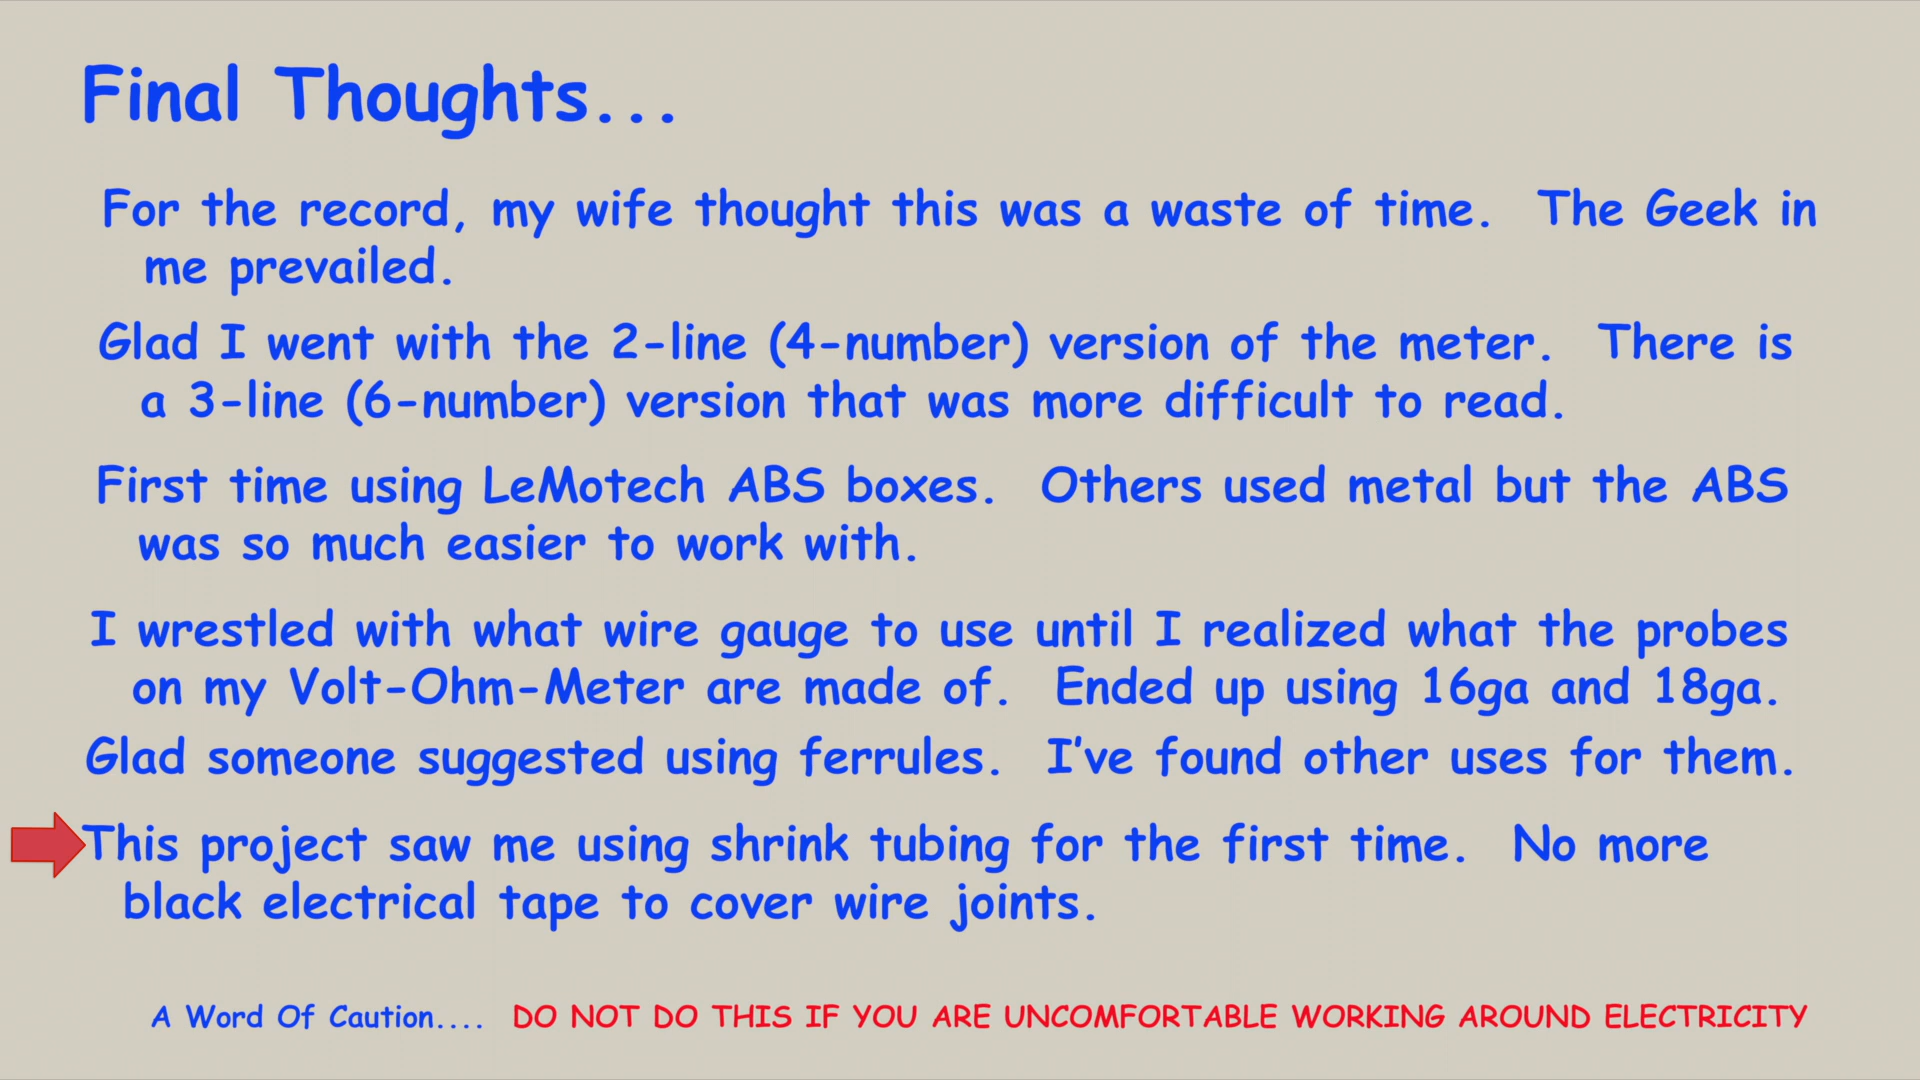 Final Thoughts...
For the record, my wife thought this was a waste of time. The Geek in
me prevailed.
Glad I went with the 2-line (4-number) version of the meter. There is
a 3-line (6-number) version that was more difficult to read.
First time using LeMotech ABS boxes. Others used metal but the ABS
was so much easier to work with.
I wrestled with what wire gauge to use until I realized what the probes
on my Volt-Ohm-Meter are made of. Ended up using 16ga and 18ga.
Glad someone suggested using ferrules. I've found other uses for them.
This project saw me using shrink tubing for the first time. No more
black electrical tape to cover wire joints.
A Word Of Caution.... DO NOT DO THIS IF YOU ARE UNCOMFORTABLE WORKING AROUND ELECTRICITY